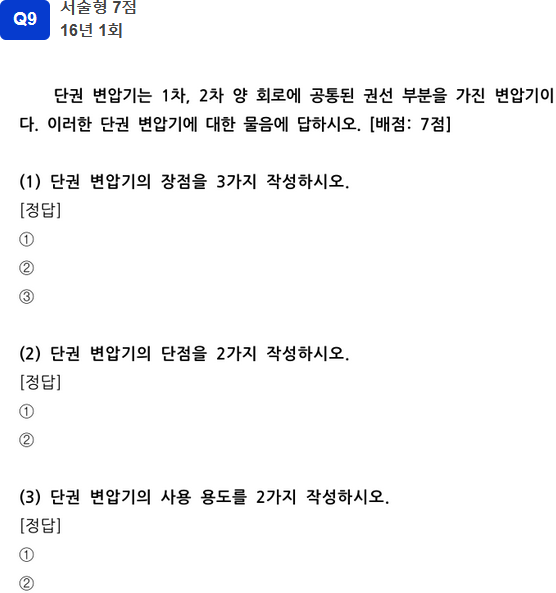 Q9
서술형 7점
16년 1회
단권 변압기는 1차, 2차 양 회로에 공통된 권선 부분을 가진 변압기이
다. 이러한 단권 변압기에 대한 물음에 답하시오. [배점: 7점]
(1) 단권 변압기의 장점을 3가지 작성하시오.
[정답]
①
②
③
(2) 단권 변압기의 단점을 2가지 작성하시오.
[정답]
①
②
(3) 단권 변압기의 사용 용도를 2가지 작성하시오.
[정답]
①
②